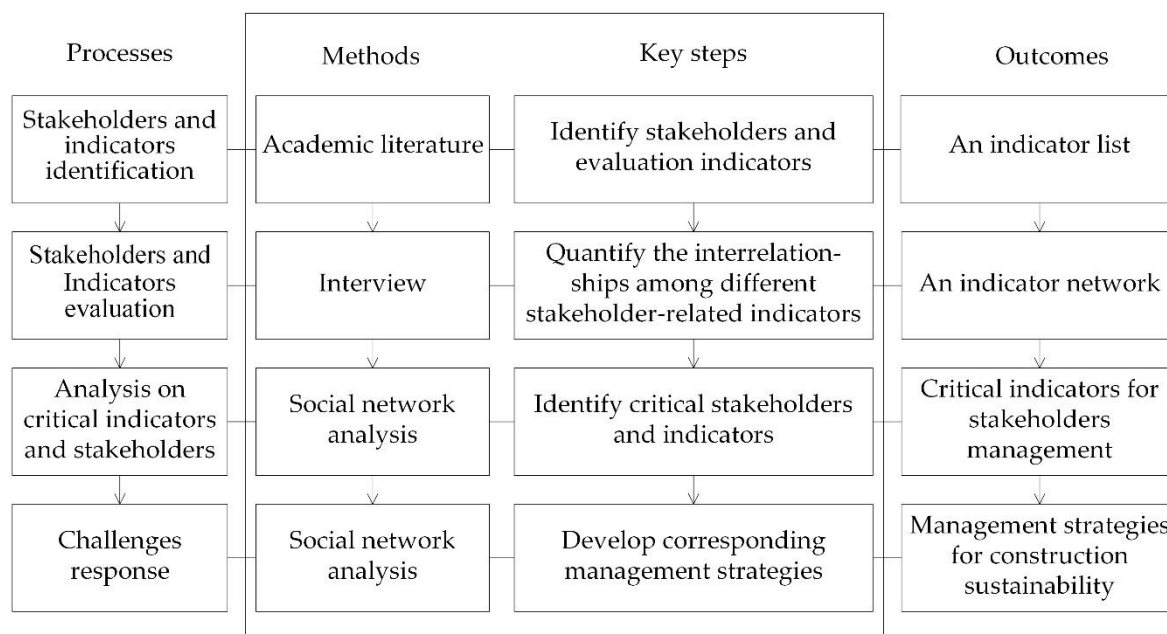 Processes
Methods
Key steps
Outcomes
Stakeholders and
indicators
identification
Academic literature
Identify stakeholders and
evaluation indicators
An indicator list
Stakeholders and
Indicators
evaluation
Interview
Quantify the interrelation-
ships among different
stakeholder-related indicators
An indicator network
Analysis on
critical indicators
and stakeholders
Social network
analysis
Identify critical stakeholders
and indicators
Critical indicators for
stakeholders
management
Challenges
response
Social network
analysis
Develop corresponding
management strategies
Management strategies
for construction
sustainability